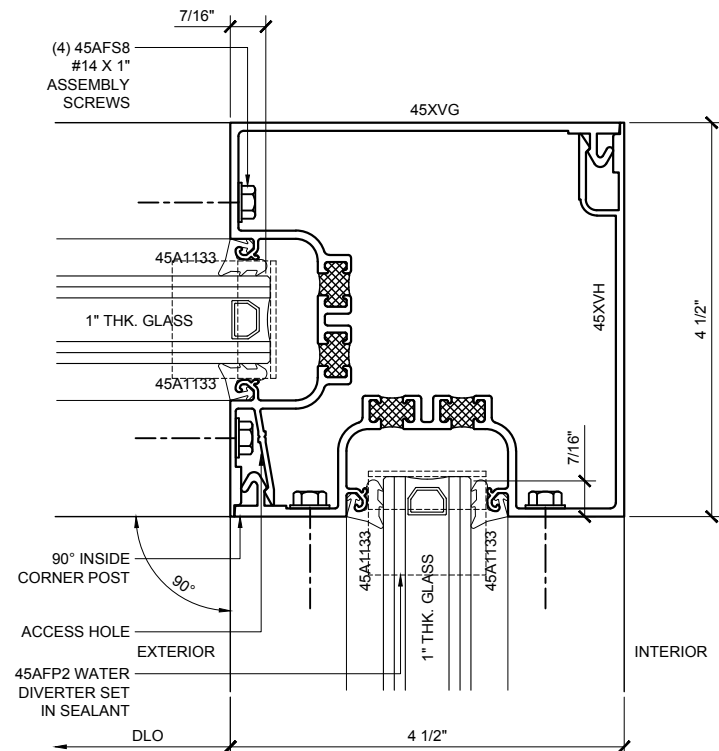 7/16"
(4) 45AFS8
#14 X 1"
ASSEMBLY
SCREWS
45XVG
45A1133
1" THK. GLASS
45A1133
45XVH
4 1/2"
7/16"
45A1133
1" THK. GLASS
45A1133
90° INSIDE
CORNER POST
90°
ACCESS HOLE
EXTERIOR
INTERIOR
45AFP2 WATER
DIVERTER SET
IN SEALANT
DLO
4 1/2"